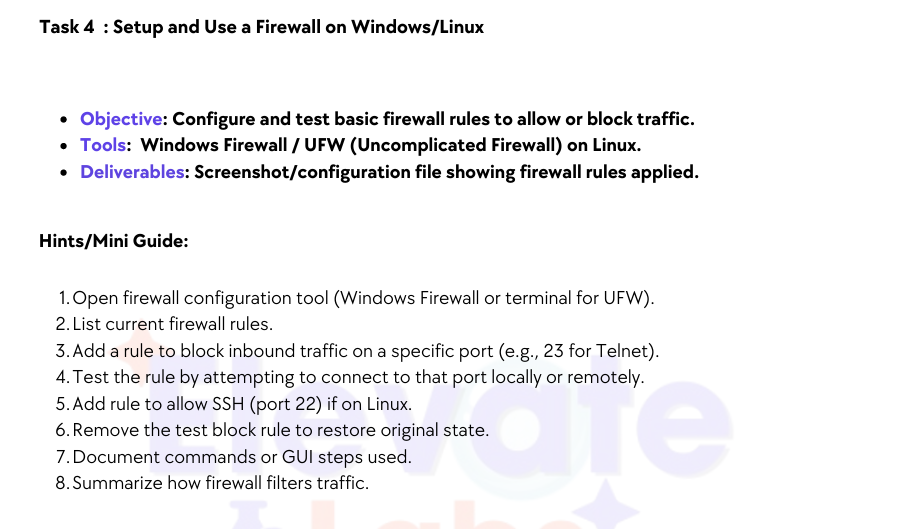 Task 4  : Setup and Use a Firewall on Windows/Linux
• Objective: Configure and test basic firewall rules to allow or block traffic.
• Tools:  Windows Firewall / UFW (Uncomplicated Firewall) on Linux.
• Deliverables: Screenshot/configuration file showing firewall rules applied.
Hints/Mini Guide:
1. Open firewall configuration tool (Windows Firewall or terminal for UFW).
2. List current firewall rules.
3. Add a rule to block inbound traffic on a specific port (e.g., 23 for Telnet).
4. Test the rule by attempting to connect to that port locally or remotely.
5. Add rule to allow SSH (port 22) if on Linux.
6. Remove the test block rule to restore original state.
7. Document commands or GUI steps used.
8. Summarize how firewall filters traffic.
Elevate
Labs